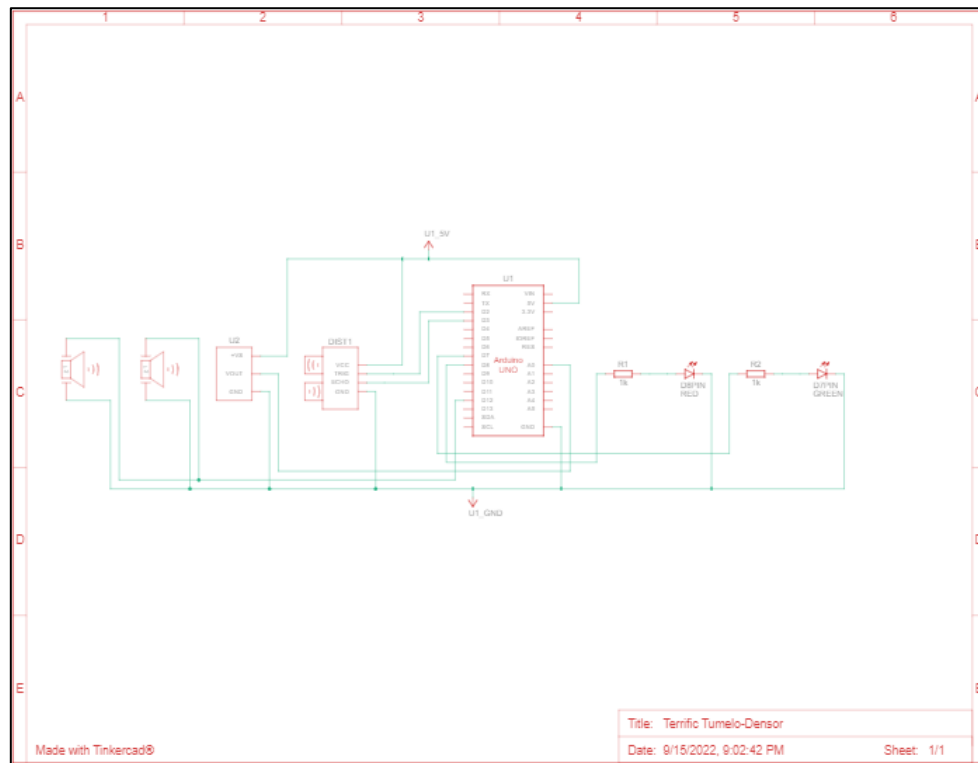 1 2 3 4 5 6
A A
B B
C C
D D
E E
U1_5V
U1
RX
TX
D2
D3
D4
D5
D6
D7
D8
D9
D10
D11
D12
D13
SDA
SCL
VIN
5V
3.3V
AREF
IOREF
RES
A0
A1
A2
A3
A4
A5
GND
Arduino
UNO
U2
+VS
VOUT
GND
DIST1
VCC
TRIG
ECHO
GND
R1
1k
D8PIN
RED
R2
1k
D7PIN
GREEN
U1_GND
Title: Terrific Tumelo-Densor
Date: 9/15/2022, 9:02:42 PM Sheet: 1/1
Made with Tinkercad®